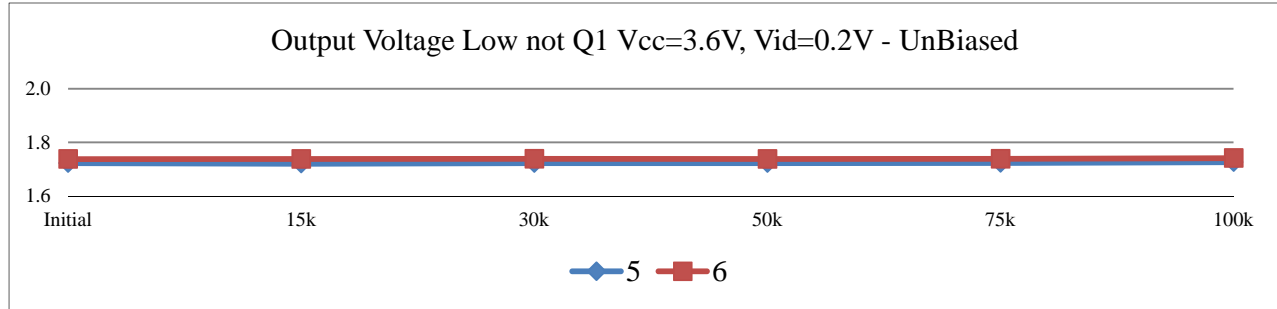 Output Voltage Low not Q1 Vcc=3.6V, Vid=0.2V - UnBiased
2.0
1.8
1.6
Initial 15k 30k 50k 75k 100k
5 6